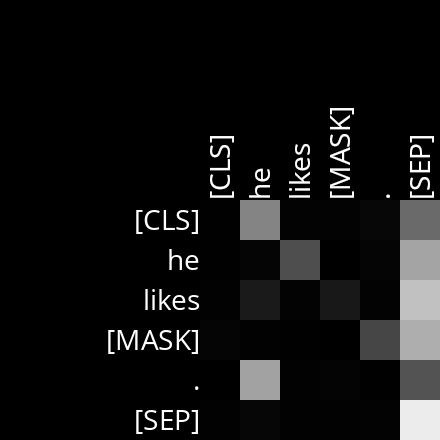 [CLS] he likes [MASK] . [SEP]
[CLS]
he
likes
[MASK]
.
[SEP]